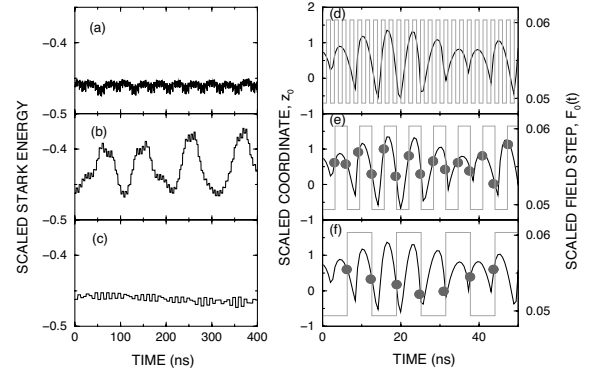 SCALED STARK ENERGY
(a)
−0.4
−0.5
(b)
−0.4
−0.5
(c)
−0.4
−0.5
0 100 200 300 400
TIME (ns)
SCALED COORDINATE, z0
(d)
2
1
0
−1
(e)
1
0
−1
(f)
1
0
−1
0 20 40
TIME (ns)
0.06
0.05
0.06
0.05
0.06
0.05
SCALED FIELD STEP, F0(t)